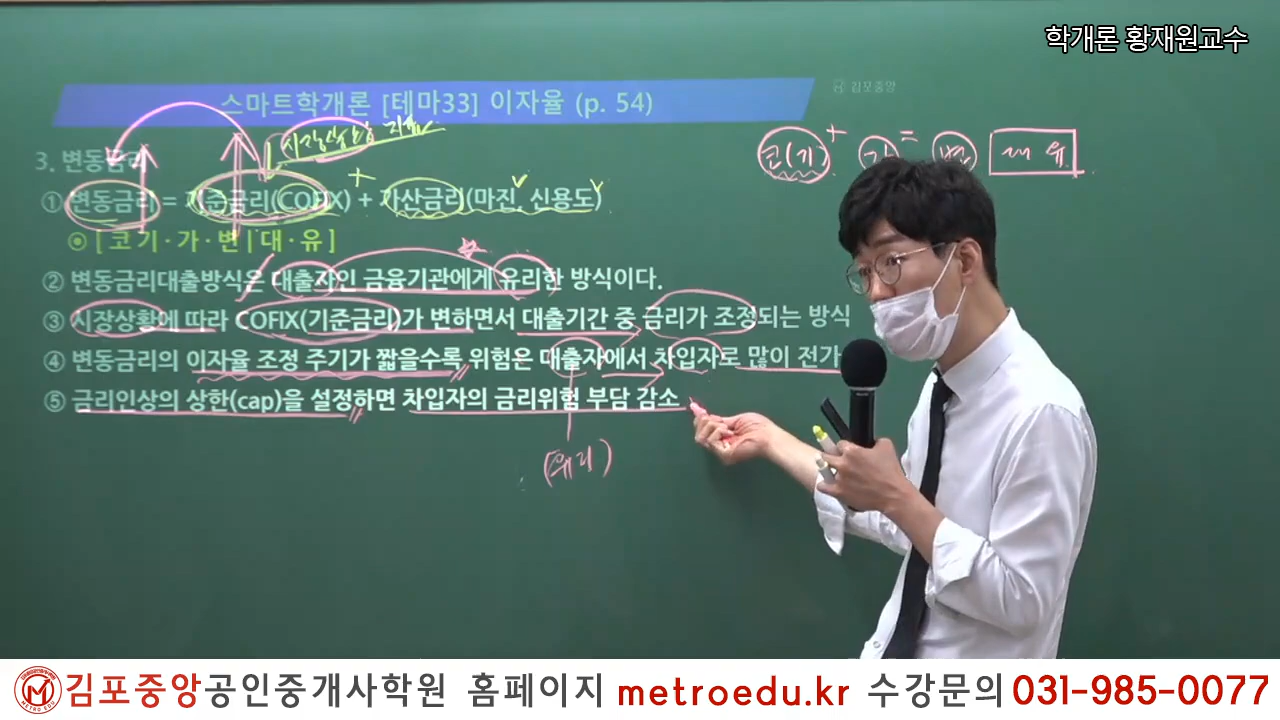 학개론 황재원교수
스마트학개론 [테마33] 이자율 (p. 54)
김포중앙
시장상황 지표
코(기) + 가 = 변 대 유
3. 변동금리
① 변동금리 = 기준금리(COFIX) + 가산금리(마진, 신용도)
⊙ [ 코 기 · 가 · 변 | 대 · 유 ]
② 변동금리대출방식은 대출자인 금융기관에게 유리한 방식이다.
③ 시장상황에 따라 COFIX(기준금리)가 변하면서 대출기간 중 금리가 조정되는 방식
④ 변동금리의 이자율 조정 주기가 짧을수록 위험은 대출자에서 차입자로 많이 전가
⑤ 금리인상의 상한(cap)을 설정하면 차입자의 금리위험 부담 감소
(유리)
METRO EDU
김포중앙공인중개사학원 홈페이지 metroedu.kr 수강문의 031-985-0077